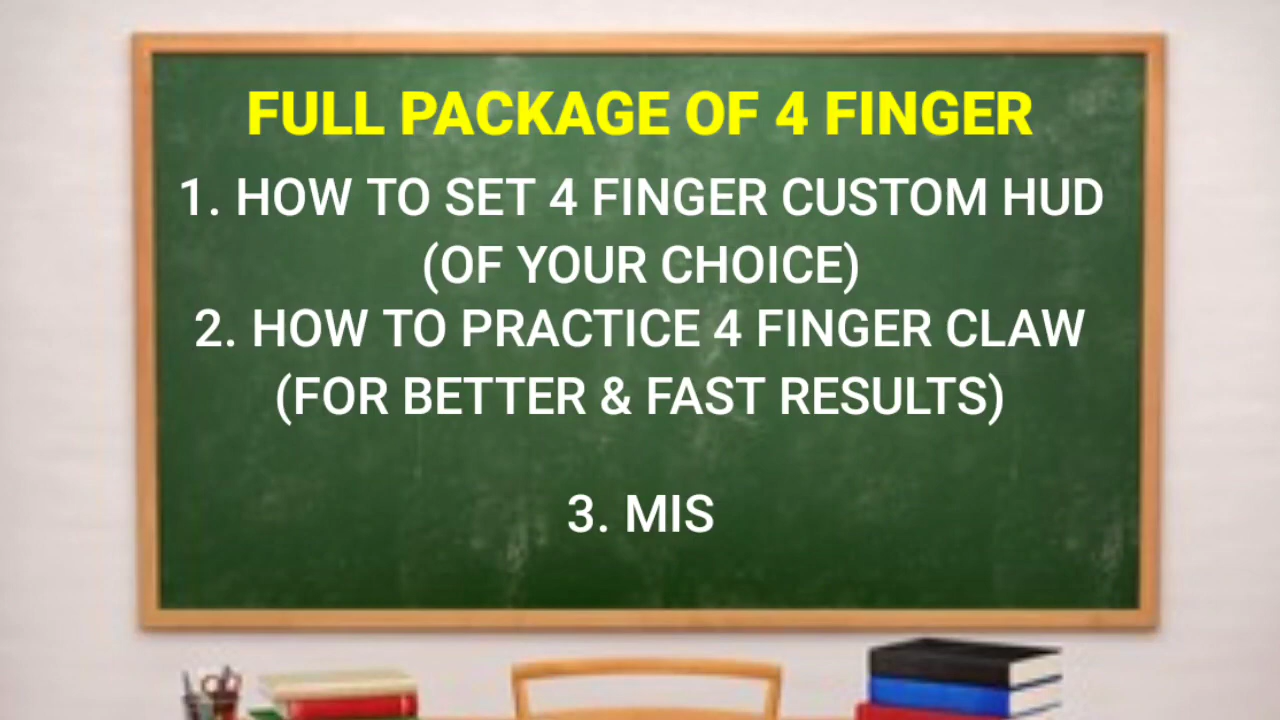 FULL PACKAGE OF 4 FINGER
1. HOW TO SET 4 FINGER CUSTOM HUD
(OF YOUR CHOICE)
2. HOW TO PRACTICE 4 FINGER CLAW
(FOR BETTER & FAST RESULTS)
3. MIS